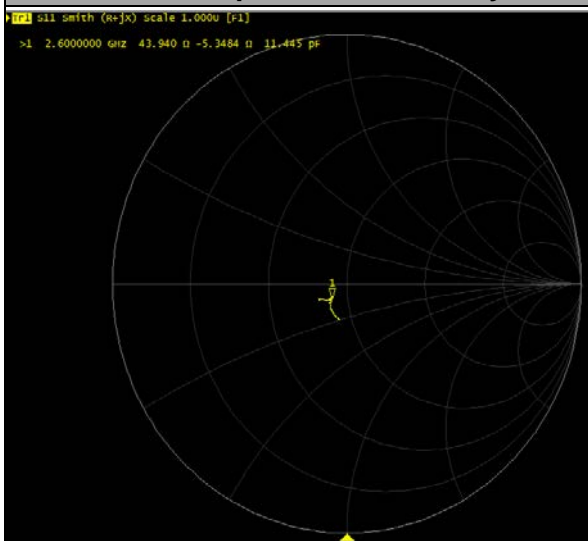 Tr1 S11 Smith (R+jX) Scale 1.000U [F1]
>1 2.6000000 GHz 43.940 Ω -5.3484 Ω 11.445 pF
1